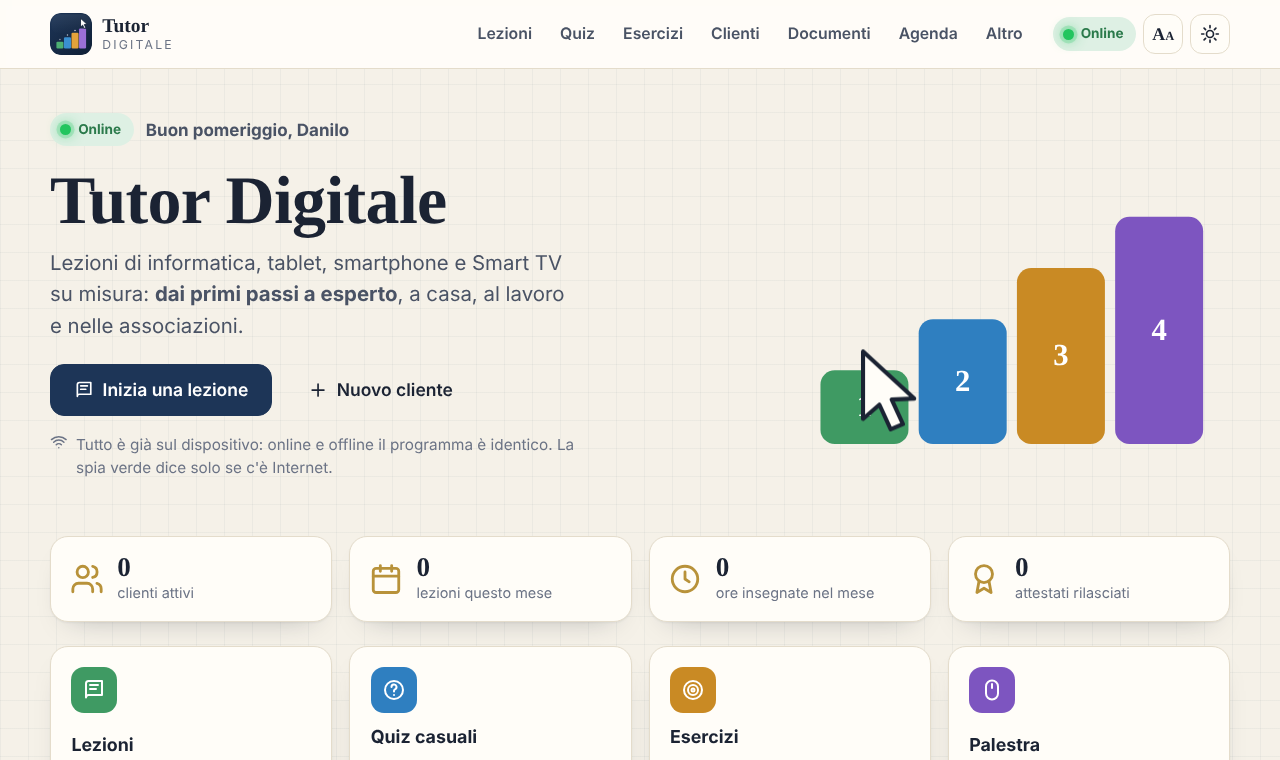 Tutor
DIGITALE
Lezioni
Quiz
Esercizi
Clienti
Documenti
Agenda
Altro
Online
AA
Online
Buon pomeriggio, Danilo
Tutor Digitale
Lezioni di informatica, tablet, smartphone e Smart TV
su misura: dai primi passi a esperto, a casa, al lavoro
e nelle associazioni.
Inizia una lezione
Nuovo cliente
Tutto è già sul dispositivo: online e offline il programma è identico. La
spia verde dice solo se c'è Internet.
2
3
4
0
clienti attivi
0
lezioni questo mese
0
ore insegnate nel mese
0
attestati rilasciati
Lezioni
Quiz casuali
Esercizi
Palestra